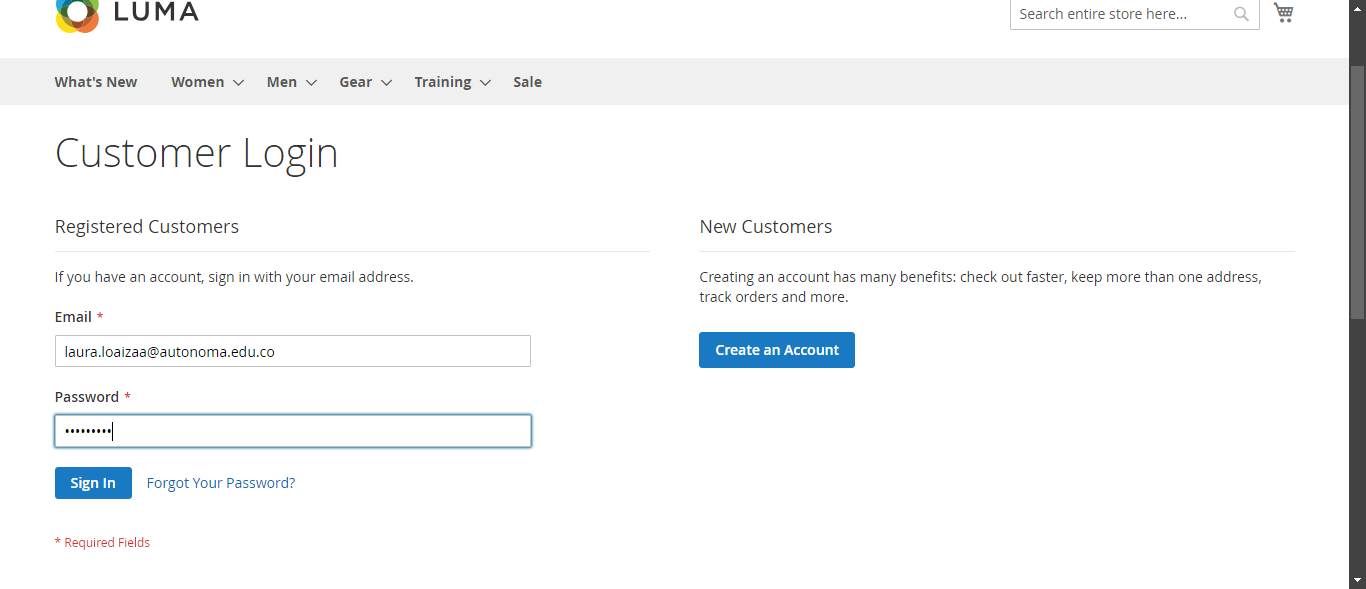 LUMA
Search entire store here...
What's New Women Men Gear Training Sale
Customer Login
Registered Customers
If you have an account, sign in with your email address.
Email *
laura.loaizaa@autonoma.edu.co
Password *
•••••••••
Sign In Forgot Your Password?
* Required Fields
New Customers
Creating an account has many benefits: check out faster, keep more than one address,
track orders and more.
Create an Account